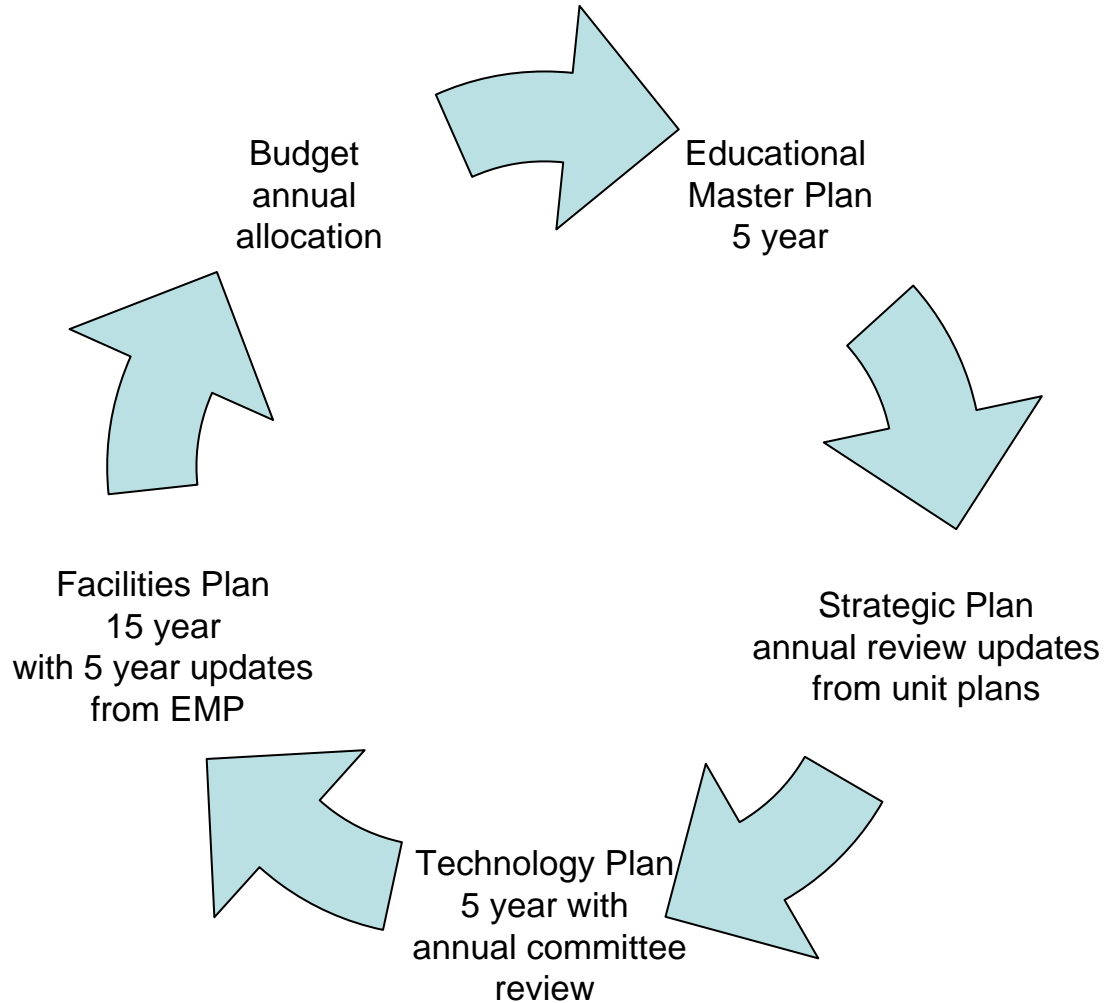 Budget
annual
allocation
Educational
Master Plan
5 year
Strategic Plan
annual review updates
from unit plans
Technology Plan
5 year with
annual committee
review
Facilities Plan
15 year
with 5 year updates
from EMP